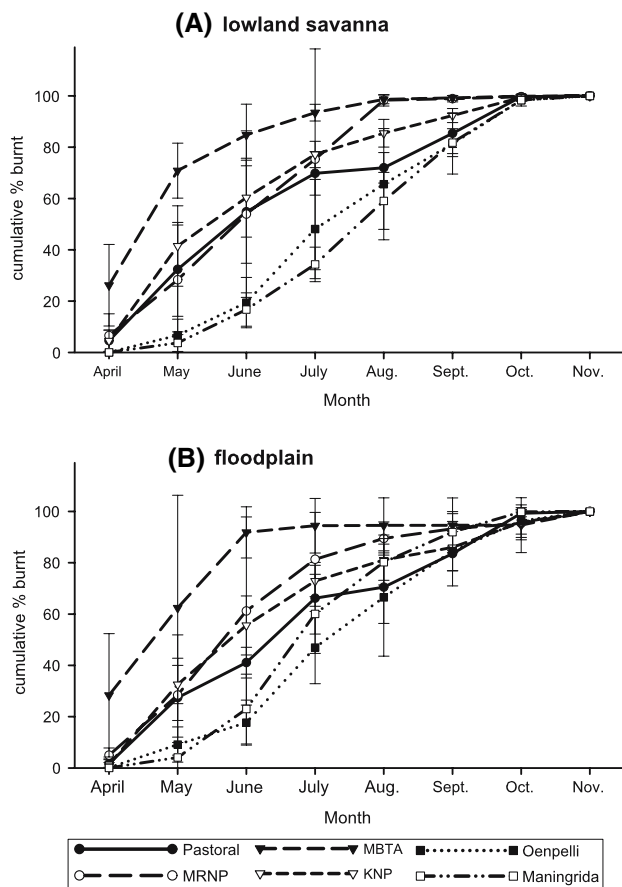 (A) lowland savanna
100
80
60
40
20
0
cumulative % burnt
April May June July Aug. Sept. Oct. Nov.
Month
(B) floodplain
100
80
60
40
20
0
cumulative % burnt
April May June July Aug. Sept. Oct. Nov.
Month
Pastoral MBTA Oenpelli
MRNP KNP Maningrida